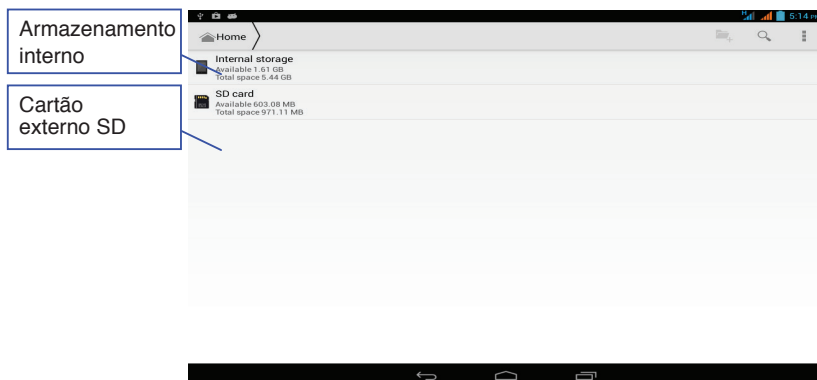 Armazenamento
interno
Cartão
externo SD
5:14 PM
Home
Internal storage
Available 1.61 GB
Total space 5.44 GB
SD card
Available 603.08 MB
Total space 971.11 MB